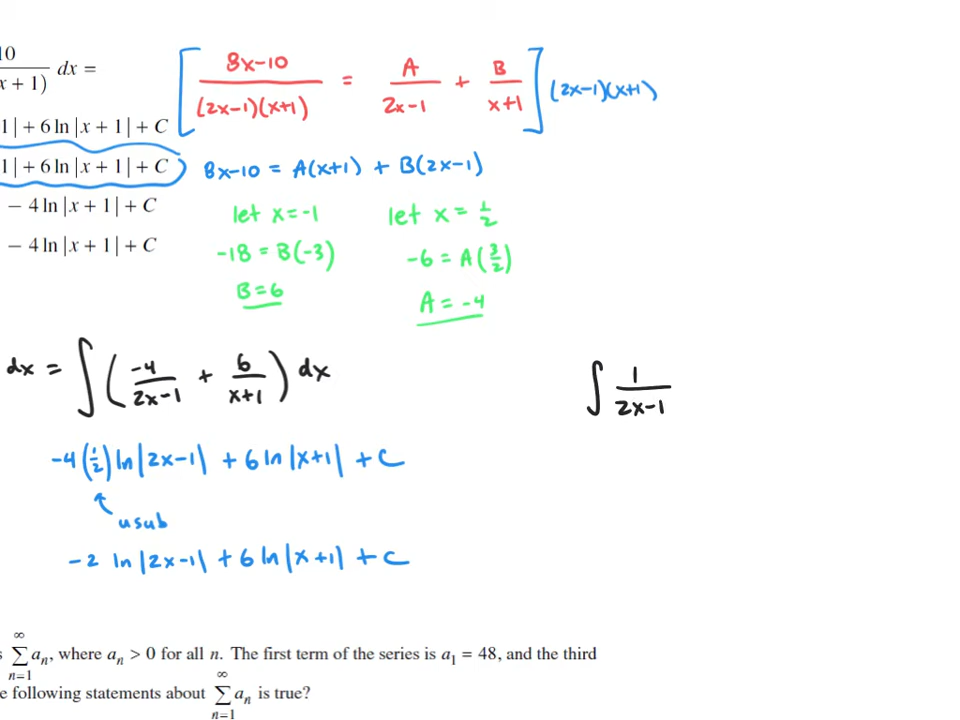 10 / (x + 1) dx =
[ 8x-10 / (2x-1)(x+1) = A / 2x-1 + B / x+1 ] (2x-1)(x+1)
1| + 6 ln |x + 1| + C
1| + 6 ln |x + 1| + C
8x-10 = A(x+1) + B(2x-1)
− 4 ln |x + 1| + C
− 4 ln |x + 1| + C
let x=-1
-18 = B(-3)
B=6
let x = 1/2
-6 = A(3/2)
A = -4
dx = ∫ ( -4 / 2x-1 + 6 / x+1 ) dx
∫ 1 / 2x-1
-4 (1/2) ln |2x-1| + 6 ln |x+1| + C
usub
-2 ln |2x-1| + 6 ln |x+1| + C
s ∑ n=1 ∞ aₙ, where aₙ > 0 for all n. The first term of the series is a₁ = 48, and the third
e following statements about ∑ n=1 ∞ aₙ is true?